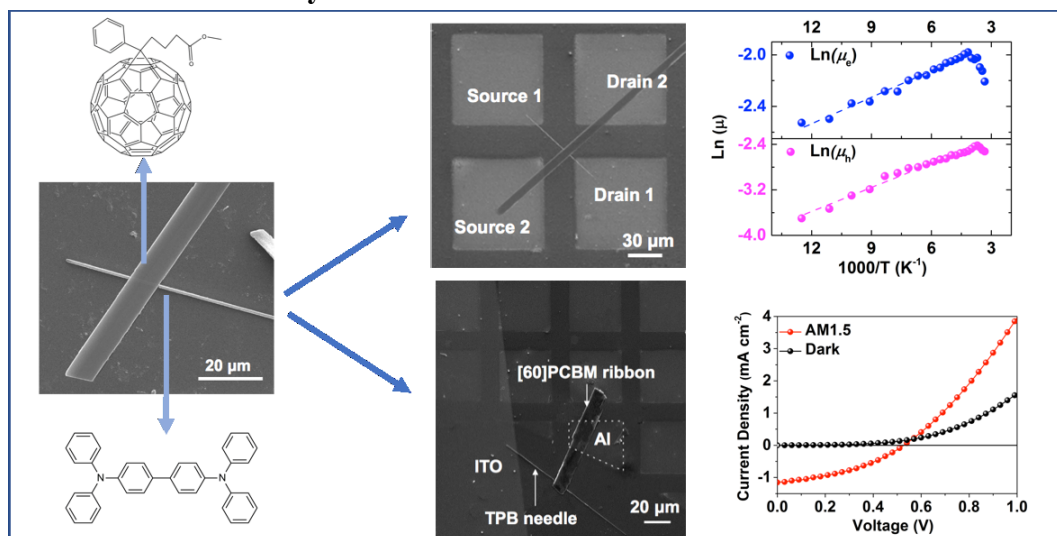 O
O
20 µm
N
N
Source 1
Drain 2
Source 2
Drain 1
30 µm
[60]PCBM ribbon
Al
ITO
TPB needle
20 µm
12 9 6 3
Ln(μe)
Ln(μh)
Ln (μ)
-2.0
-2.4
-2.4
-3.2
-4.0
12 9 6 3
1000/T (K⁻¹)
AM1.5
Dark
Current Density (mA cm⁻²)
4
3
2
1
0
-1
0.0 0.2 0.4 0.6 0.8 1.0
Voltage (V)